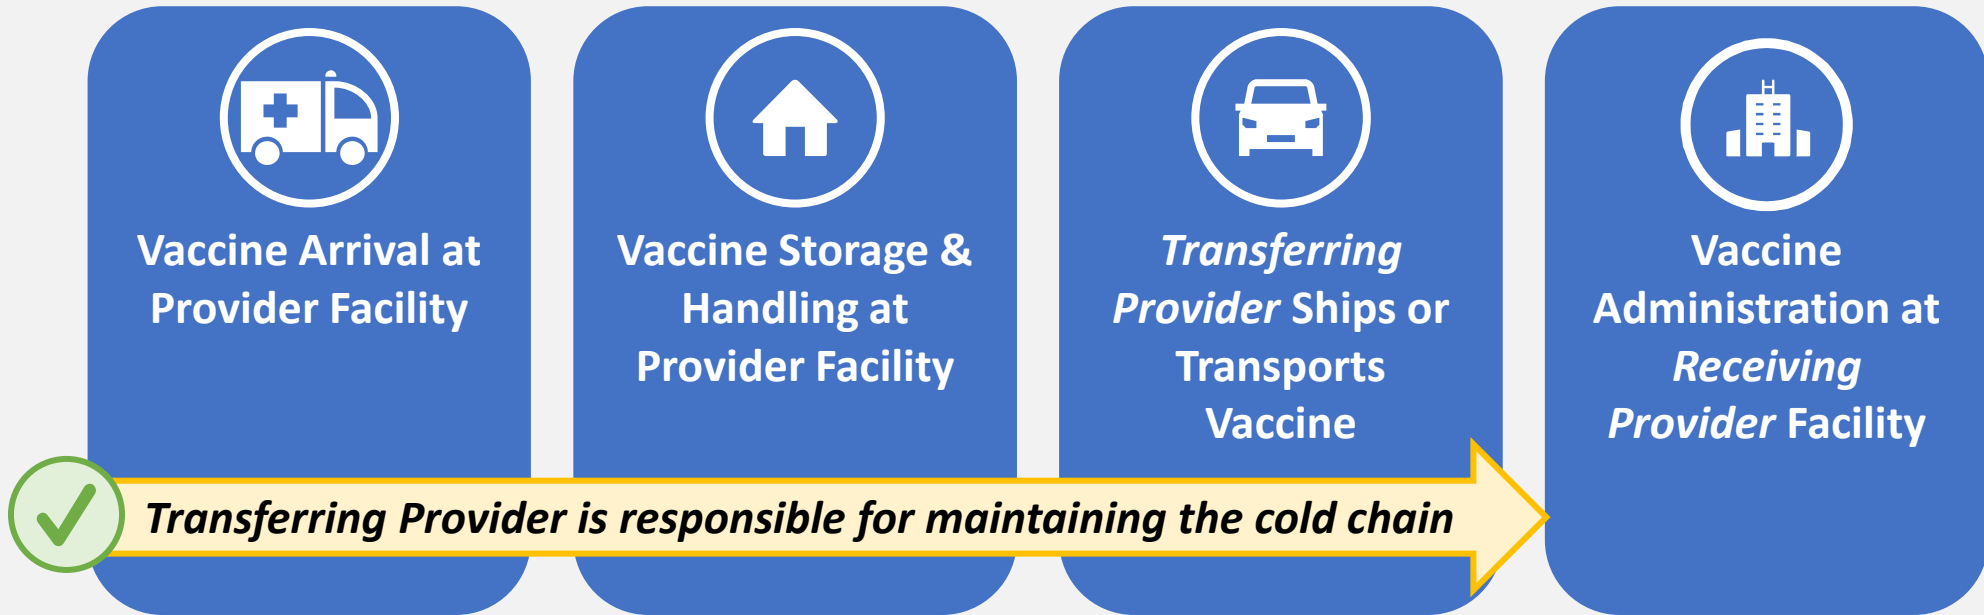 Vaccine Arrival at
Provider Facility
Vaccine Storage &
Handling at
Provider Facility
Transferring
Provider Ships or
Transports
Vaccine
Vaccine
Administration at
Receiving
Provider Facility
Transferring Provider is responsible for maintaining the cold chain